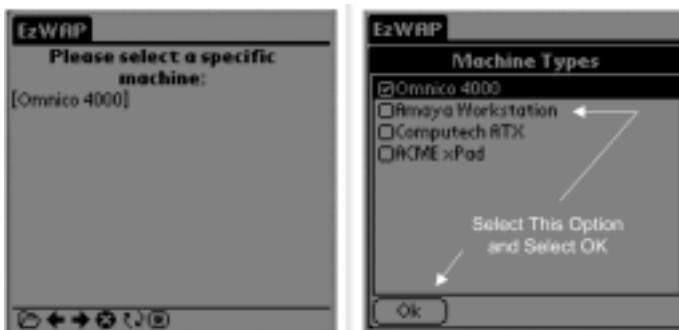 EzWAP
Please select a specific
machine:
[Omnico 4000]
EzWAP
Machine Types
Omnico 4000
Amaya Workstation
Computech ATX
ACME xPad
Select This Option
and Select OK
Ok